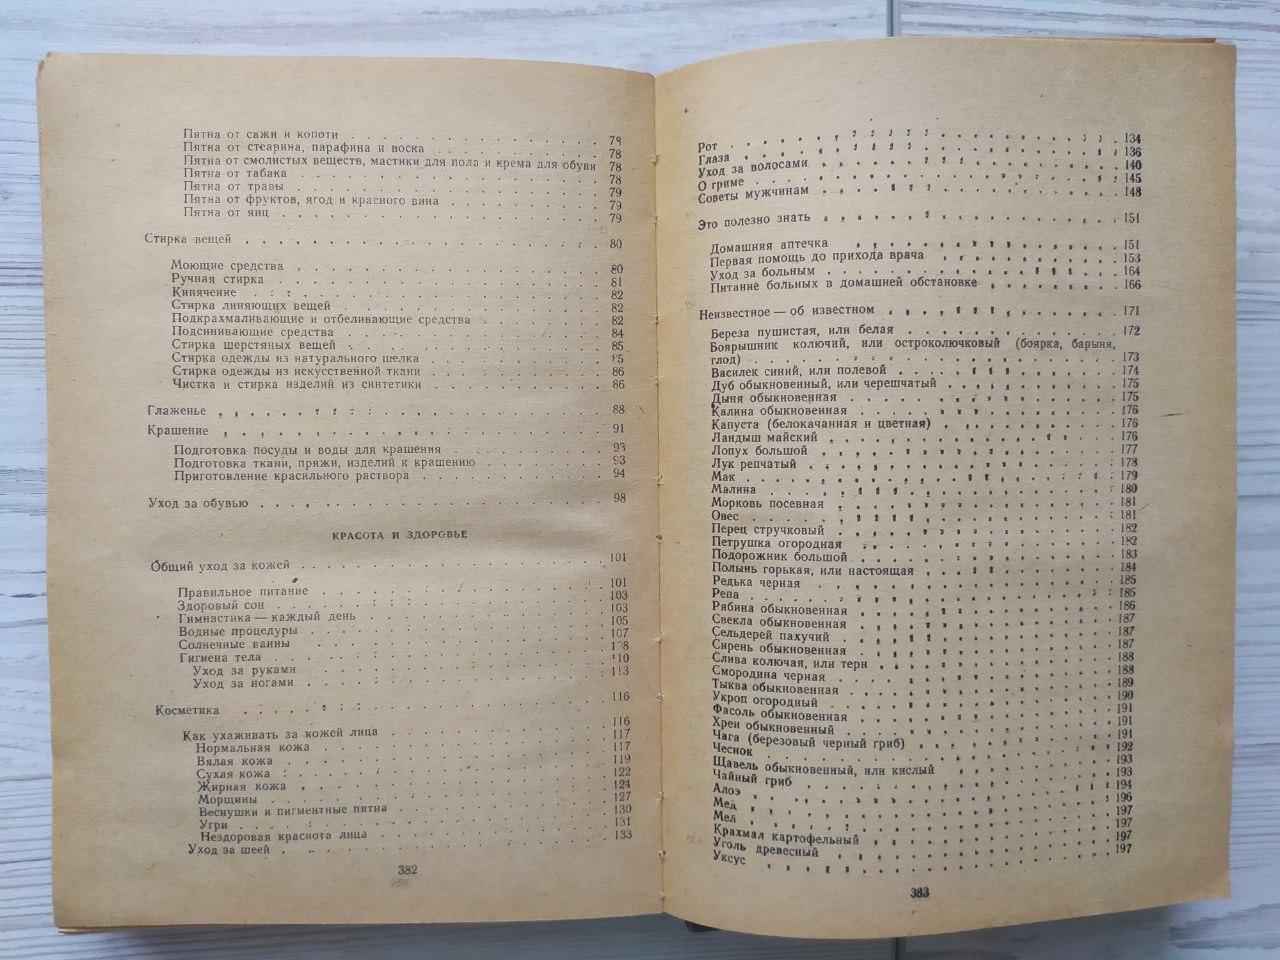 Пятна от сажи и копоти 78
Пятна от стеарина, парафина и воска 78
Пятна от смолистых веществ, мастики для пола и крема для обуви 78
Пятна от табака 78
Пятна от травы 79
Пятна от фруктов, ягод и красного вина 79
Пятна от яиц 79
Стирка вещей 80
Моющие средства 80
Ручная стирка 81
Кипячение 82
Стирка линяющих вещей 82
Подкрахмаливающие и отбеливающие средства 82
Подсинивающие средства 84
Стирка шерстяных вещей 85
Стирка одежды из натурального шелка 85
Стирка одежды из искусственной ткани 86
Чистка и стирка изделий из синтетики 86
Глаженье 88
Крашение 91
Подготовка посуды и воды для крашения 93
Подготовка ткани, пряжи, изделий к крашению 93
Приготовление красильного раствора 94
Уход за обувью 98
КРАСОТА И ЗДОРОВЬЕ
Общий уход за кожей 101
Правильное питание 101
Здоровый сон 103
Гимнастика — каждый день 103
Водные процедуры 105
Солнечные ванны 107
Гигиена тела 108
Уход за руками 110
Уход за ногами 113
Косметика 116
Как ухаживать за кожей лица 116
Нормальная кожа 117
Вялая кожа 117
Сухая кожа 119
Жирная кожа 122
Морщины 124
Веснушки и пигментные пятна 127
Угри 130
Нездоровая краснота лица 131
Уход за шеей 133
382
Рот 134
Глаза 136
Уход за волосами 140
О гриме 145
Советы мужчинам 148
Это полезно знать 151
Домашняя аптечка 151
Первая помощь до прихода врача 153
Уход за больным 164
Питание больных в домашней обстановке 166
Неизвестное — об известном 171
Береза пушистая, или белая 172
Боярышник колючий, или остроколючковый (боярка, барыня,
глод) 173
Василек синий, или полевой 174
Дуб обыкновенный, или черешчатый 175
Дыня обыкновенная 175
Калина обыкновенная 176
Капуста (белокачанная и цветная) 176
Ландыш майский 176
Лопух большой 177
Лук репчатый 178
Мак 179
Малина 180
Морковь посевная 181
Овес 181
Перец стручковый 182
Петрушка огородная 182
Подорожник большой 183
Полынь горькая, или настоящая 184
Редька черная 185
Репа 185
Рябина обыкновенная 186
Свекла обыкновенная 187
Сельдерей пахучий 187
Сирень обыкновенная 187
Слива колючая, или терн 188
Смородина черная 188
Тыква обыкновенная 189
Укроп огородный 190
Фасоль обыкновенная 191
Хрен обыкновенный 191
Чага (березовый черный гриб) 191
Чеснок 192
Щавель обыкновенный, или кислый 193
Чайный гриб 193
Алоэ 194
Мед 196
Мел 197
Крахмал картофельный 197
Уголь древесный 197
Уксус 197
383